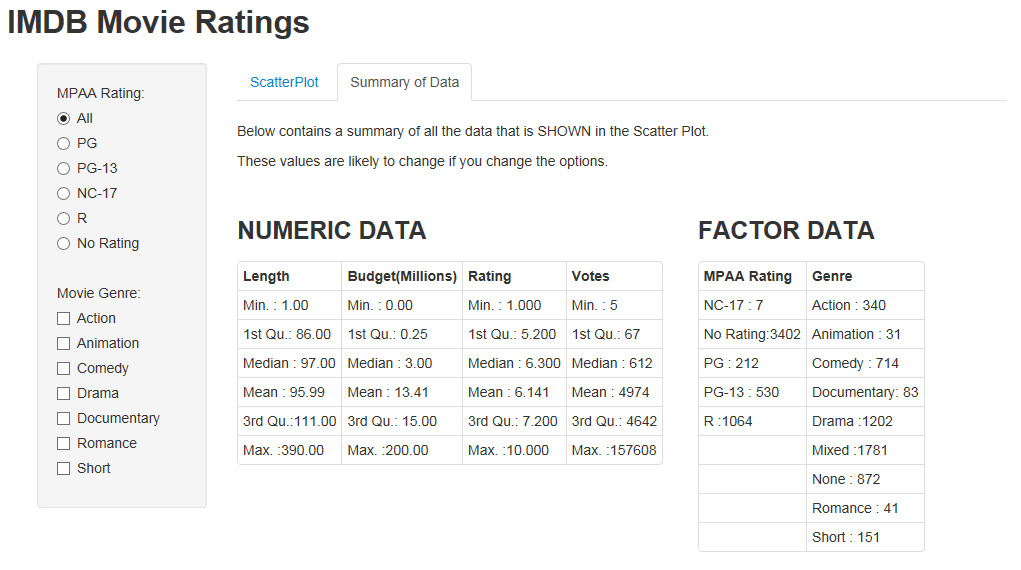 IMDB Movie Ratings
MPAA Rating:
All
PG
PG-13
NC-17
R
No Rating
Movie Genre:
Action
Animation
Comedy
Drama
Documentary
Romance
Short
ScatterPlot Summary of Data
Below contains a summary of all the data that is SHOWN in the Scatter Plot.
These values are likely to change if you change the options.
NUMERIC DATA
Length Budget(Millions) Rating Votes
Min. : 1.00 Min. : 0.00 Min. : 1.000 Min. : 5
1st Qu.: 86.00 1st Qu.: 0.25 1st Qu.: 5.200 1st Qu.: 67
Median : 97.00 Median : 3.00 Median : 6.300 Median : 612
Mean : 95.99 Mean : 13.41 Mean : 6.141 Mean : 4974
3rd Qu.:111.00 3rd Qu.: 15.00 3rd Qu.: 7.200 3rd Qu.: 4642
Max. :390.00 Max. :200.00 Max. :10.000 Max. :157608
FACTOR DATA
MPAA Rating Genre
NC-17 : 7 Action : 340
No Rating:3402 Animation : 31
PG : 212 Comedy : 714
PG-13 : 530 Documentary: 83
R :1064 Drama :1202
Mixed :1781
None : 872
Romance : 41
Short : 151